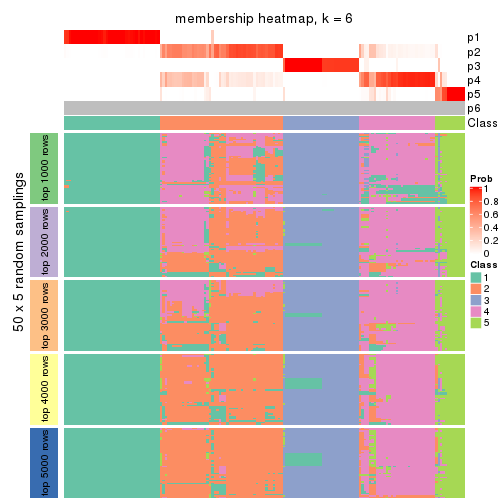 membership heatmap, k = 6
p1
p2
p3
p4
p5
p6
Class
50 x 5 random samplings
top 1000 rows
top 2000 rows
top 3000 rows
top 4000 rows
top 5000 rows
Prob
1
0.8
0.6
0.4
0.2
0
Class
1
2
3
4
5